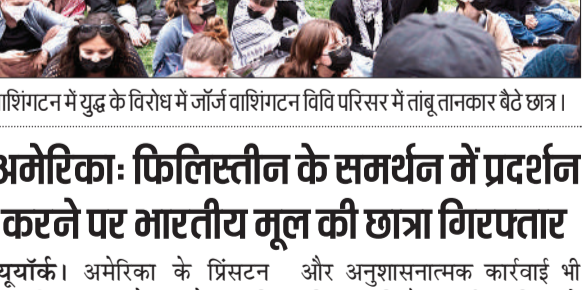 वाशिंगटन में युद्ध के विरोध में जॉर्ज वाशिंगटन विवि परिसर में तांबू तानकार बैठे छात्र।
अमेरिकाः फिलिस्तीन के समर्थन में प्रदर्शन
करने पर भारतीय मूल की छात्रा गिरफ्तार
न्यूयॉर्क। अमेरिका के प्रिंसटन और अनुशासनात्मक कार्रवाई भी